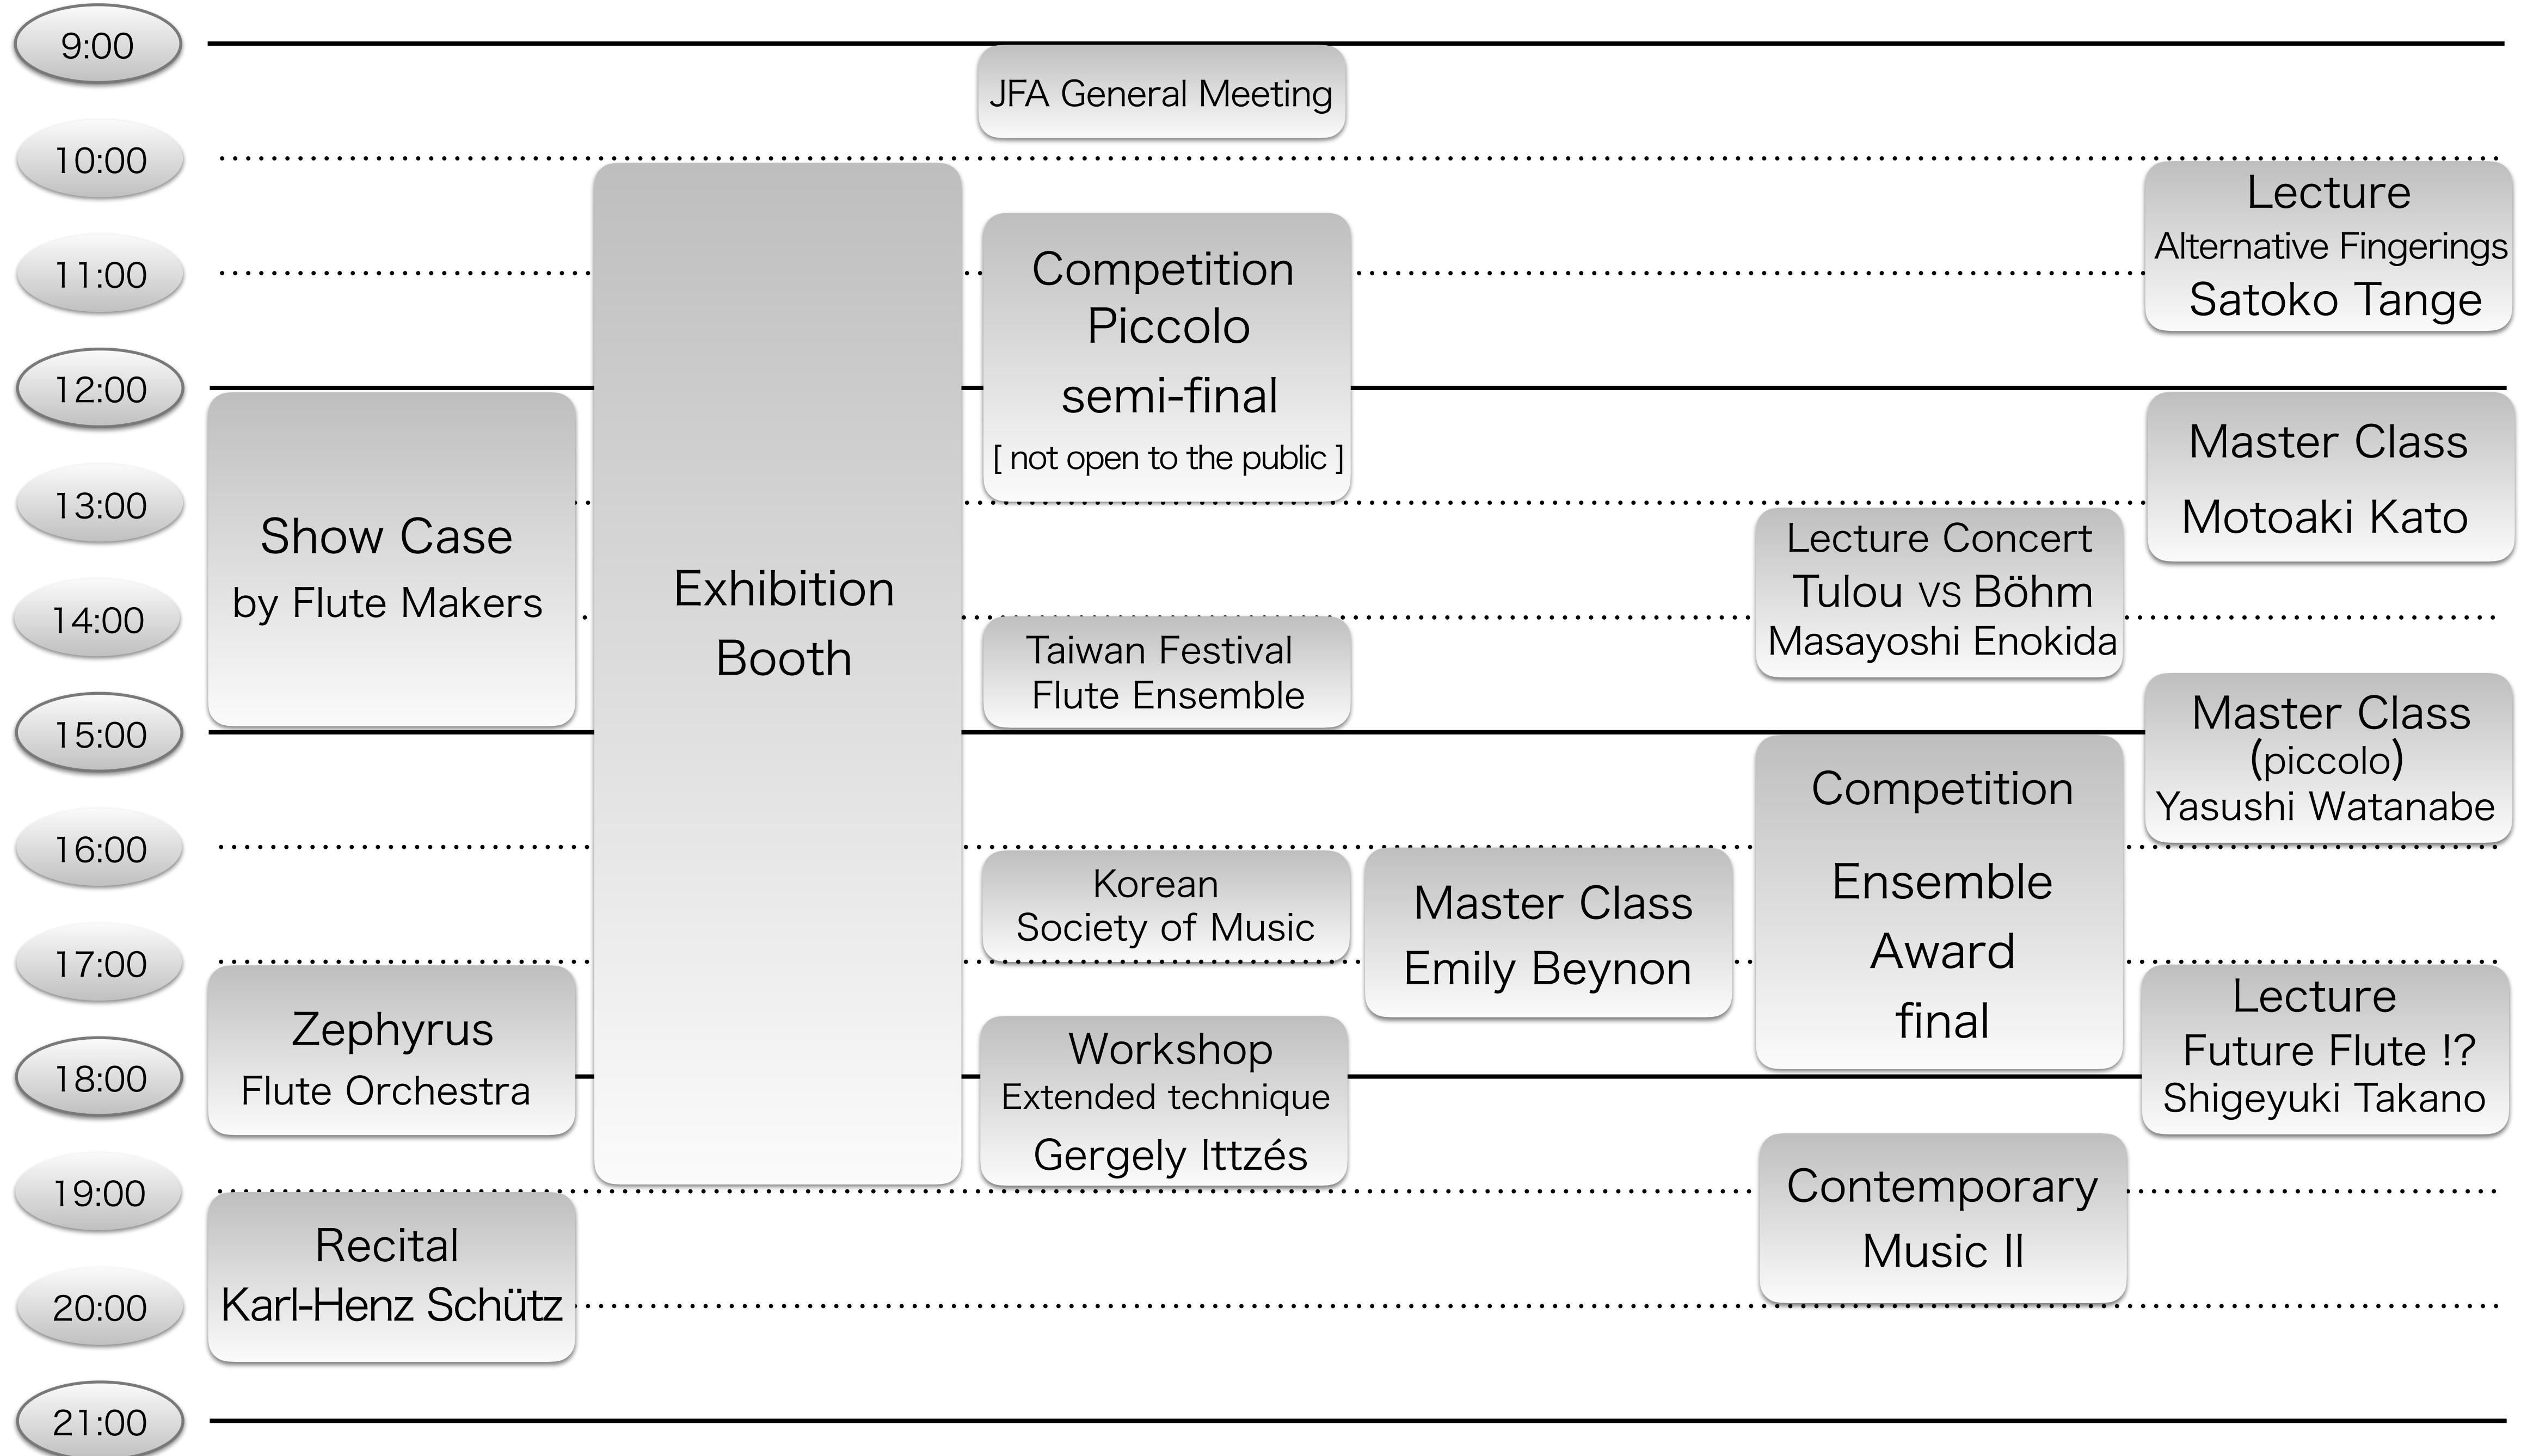 9:00
JFA General Meeting
10:00
Lecture
Alternative Fingerings
Satoko Tange
11:00
Competition
Piccolo
semi-final
[ not open to the public ]
12:00
Master Class
Motoaki Kato
13:00
Show Case
by Flute Makers
Exhibition
Booth
Lecture Concert
Tulou VS Böhm
Masayoshi Enokida
14:00
Taiwan Festival
Flute Ensemble
15:00
Master Class
(piccolo)
Yasushi Watanabe
Competition
Ensemble
Award
final
16:00
Korean
Society of Music
Master Class
Emily Beynon
17:00
Zephyrus
Flute Orchestra
Workshop
Extended technique
Gergely Ittzés
Lecture
Future Flute !?
Shigeyuki Takano
18:00
19:00
Recital
Karl-Henz Schütz
Contemporary
Music II
20:00
21:00